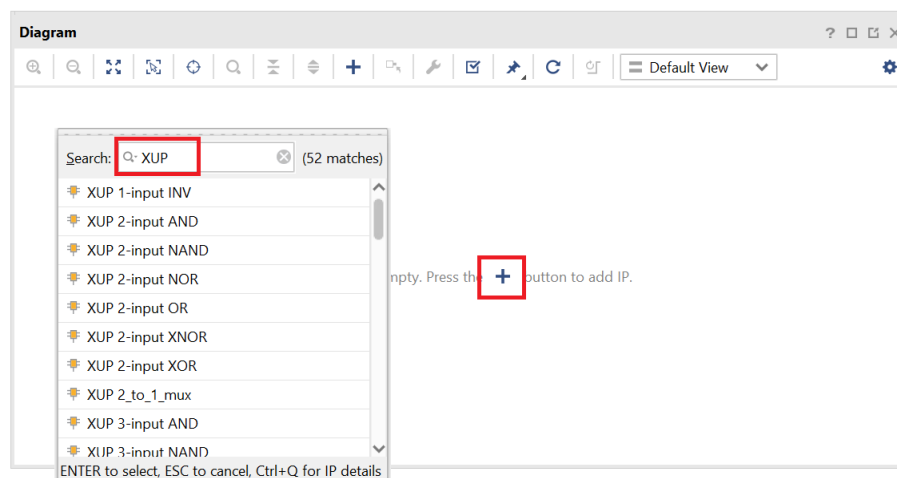 Diagram
Default View
Search: XUP (52 matches)
XUP 1-input INV
XUP 2-input AND
XUP 2-input NAND
mpty. Press the + button to add IP.
XUP 2-input NOR
XUP 2-input OR
XUP 2-input XNOR
XUP 2-input XOR
XUP 2_to_1_mux
XUP 3-input AND
XUP 3-input NAND
ENTER to select, ESC to cancel, Ctrl+Q for IP details